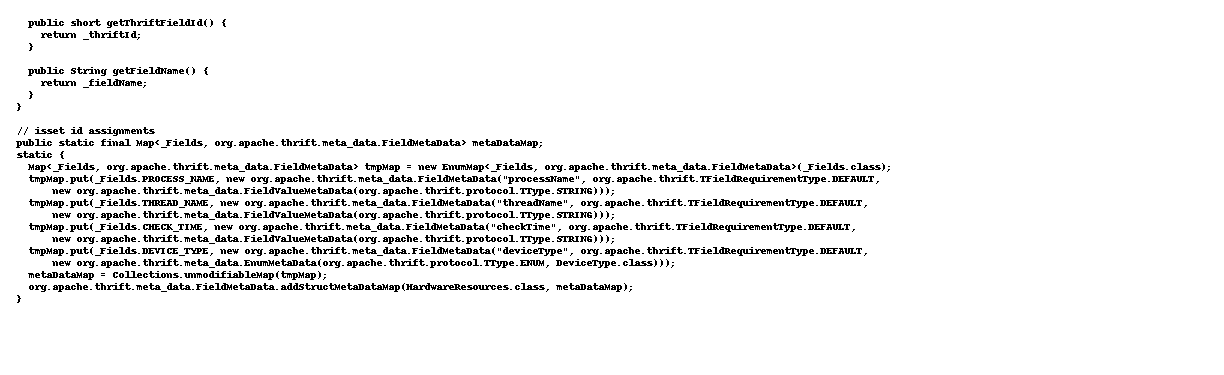 public short getThriftFieldId() {
return _thriftId;
}
public String getFieldName() {
return _fieldName;
}
}
// isset id assignments
public static final Map<_Fields, org.apache.thrift.meta_data.FieldMetaData> metaDataMap;
static {
Map<_Fields, org.apache.thrift.meta_data.FieldMetaData> tmpMap = new EnumMap<_Fields, org.apache.thrift.meta_data.FieldMetaData>(_Fields.class);
tmpMap.put(_Fields.PROCESS_NAME, new org.apache.thrift.meta_data.FieldMetaData("processName", org.apache.thrift.TFieldRequirementType.DEFAULT,
new org.apache.thrift.meta_data.FieldValueMetaData(org.apache.thrift.protocol.TType.STRING)));
tmpMap.put(_Fields.THREAD_NAME, new org.apache.thrift.meta_data.FieldMetaData("threadName", org.apache.thrift.TFieldRequirementType.DEFAULT,
new org.apache.thrift.meta_data.FieldValueMetaData(org.apache.thrift.protocol.TType.STRING)));
tmpMap.put(_Fields.CHECK_TIME, new org.apache.thrift.meta_data.FieldMetaData("checkTime", org.apache.thrift.TFieldRequirementType.DEFAULT,
new org.apache.thrift.meta_data.FieldValueMetaData(org.apache.thrift.protocol.TType.STRING)));
tmpMap.put(_Fields.DEVICE_TYPE, new org.apache.thrift.meta_data.FieldMetaData("deviceType", org.apache.thrift.TFieldRequirementType.DEFAULT,
new org.apache.thrift.meta_data.EnumMetaData(org.apache.thrift.protocol.TType.ENUM, DeviceType.class)));
metaDataMap = Collections.unmodifiableMap(tmpMap);
org.apache.thrift.meta_data.FieldMetaData.addStructMetaDataMap(HardwareResources.class, metaDataMap);
}